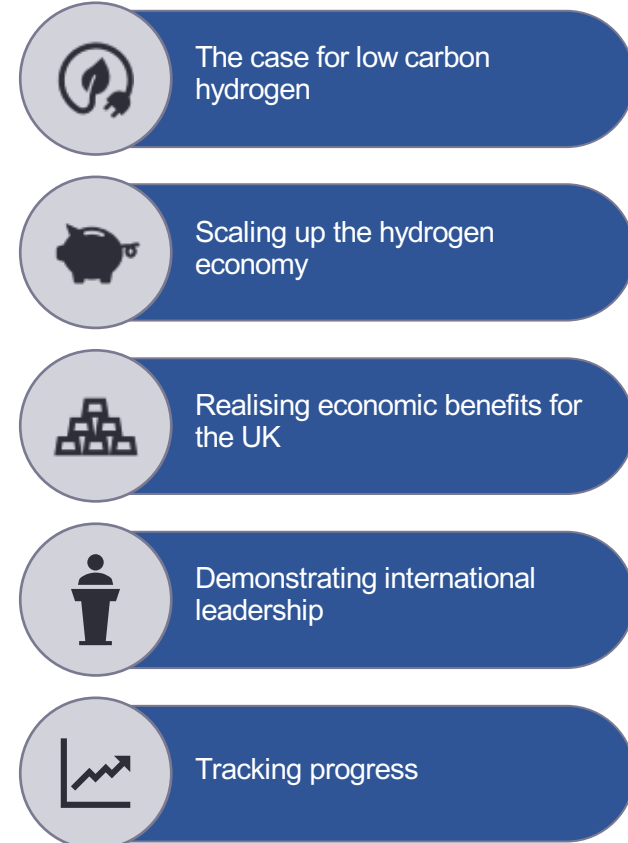 The case for low carbon
hydrogen
Scaling up the hydrogen
economy
Realising economic benefits for
the UK
Demonstrating international
leadership
Tracking progress